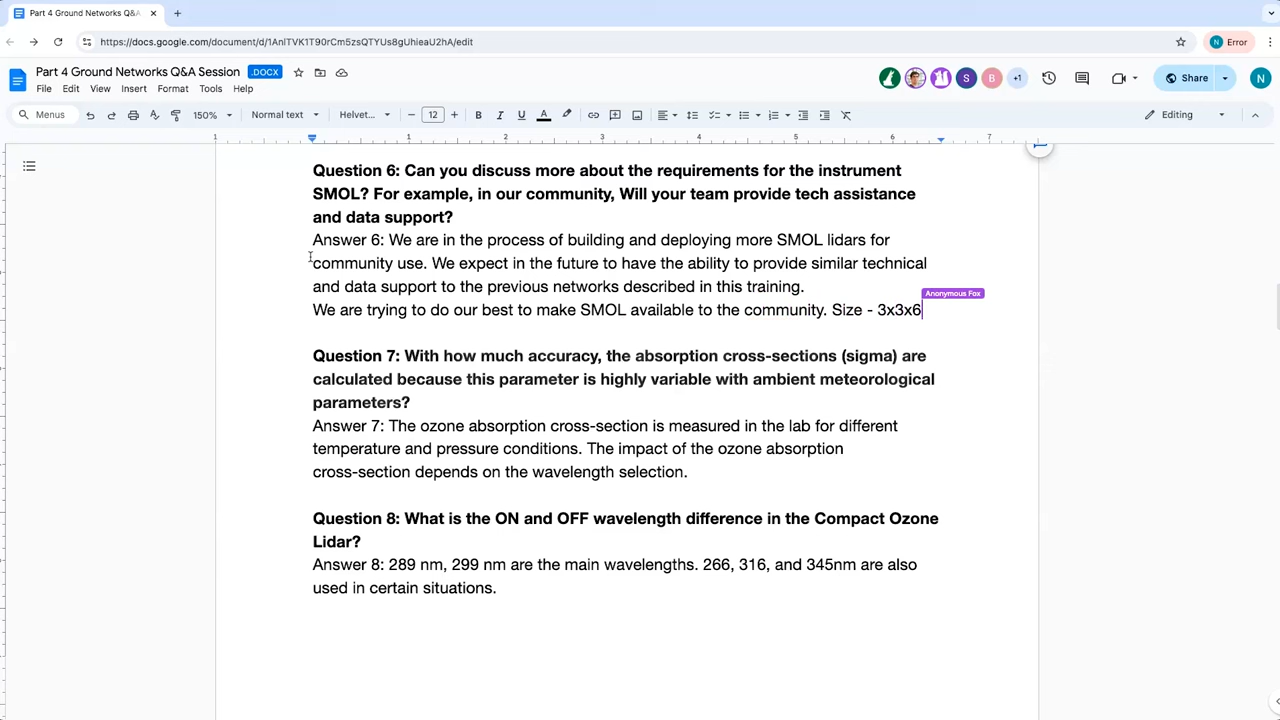 Part 4 Ground Networks Q&A
https://docs.google.com/document/d/1AnlTVK1T90rCm5zsQTYUs8gUhieaU2hA/edit
N Error
Part 4 Ground Networks Q&A Session .DOCX
S B +1 Share N
File Edit View Insert Format Tools Help
Menus 150% Normal text Helvet... 12 B I U A Editing
1 1 2 3 4 5 6 7
Question 6: Can you discuss more about the requirements for the instrument
SMOL? For example, in our community, Will your team provide tech assistance
and data support?
Answer 6: We are in the process of building and deploying more SMOL lidars for
community use. We expect in the future to have the ability to provide similar technical
and data support to the previous networks described in this training.
Anonymous Fox
We are trying to do our best to make SMOL available to the community. Size - 3x3x6
Question 7: With how much accuracy, the absorption cross-sections (sigma) are
calculated because this parameter is highly variable with ambient meteorological
parameters?
Answer 7: The ozone absorption cross-section is measured in the lab for different
temperature and pressure conditions. The impact of the ozone absorption
cross-section depends on the wavelength selection.
Question 8: What is the ON and OFF wavelength difference in the Compact Ozone
Lidar?
Answer 8: 289 nm, 299 nm are the main wavelengths. 266, 316, and 345nm are also
used in certain situations.